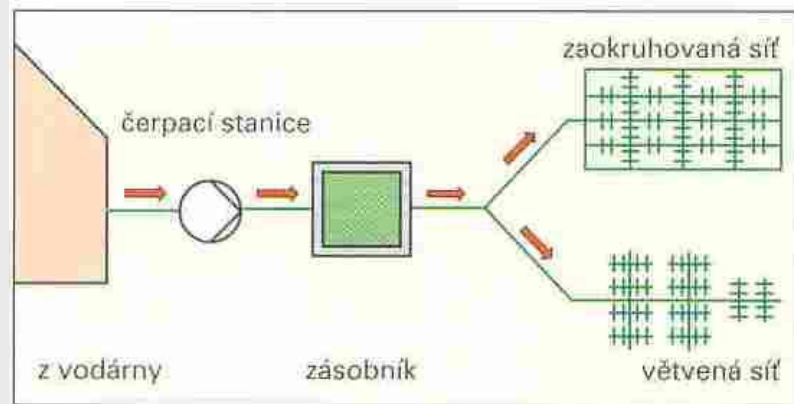 zaokruhovaná síť
čerpací stanice
z vodárny
zásobník
větvená síť